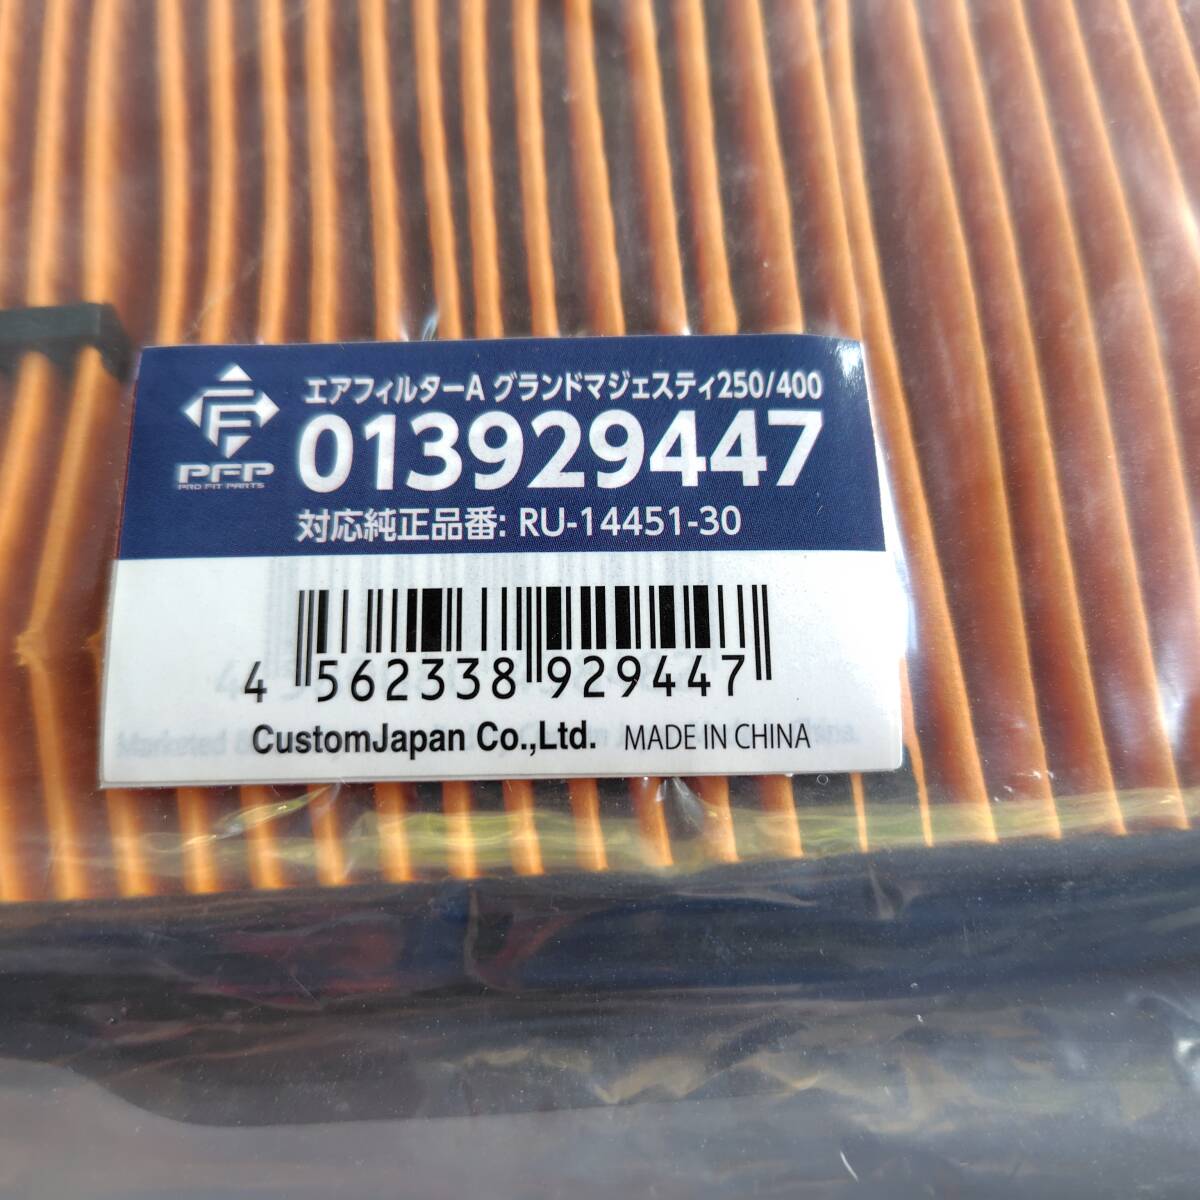 エアフィルターA グランドマジェスティ250/400
013929447
PFP
PRO FIT PARTS
対応純正品番: RU-14451-30
4 562338 929447
CustomJapan Co.,Ltd. MADE IN CHINA
Marketed